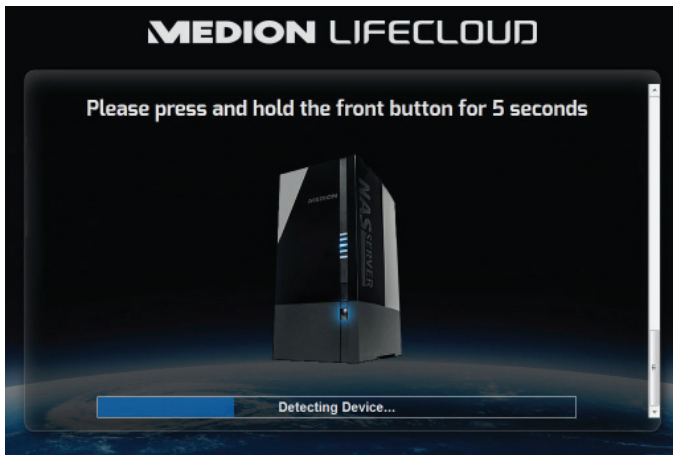 MEDION LIFECLOUD
Please press and hold the front button for 5 seconds
MEDION
NAS SERVER
Detecting Device...